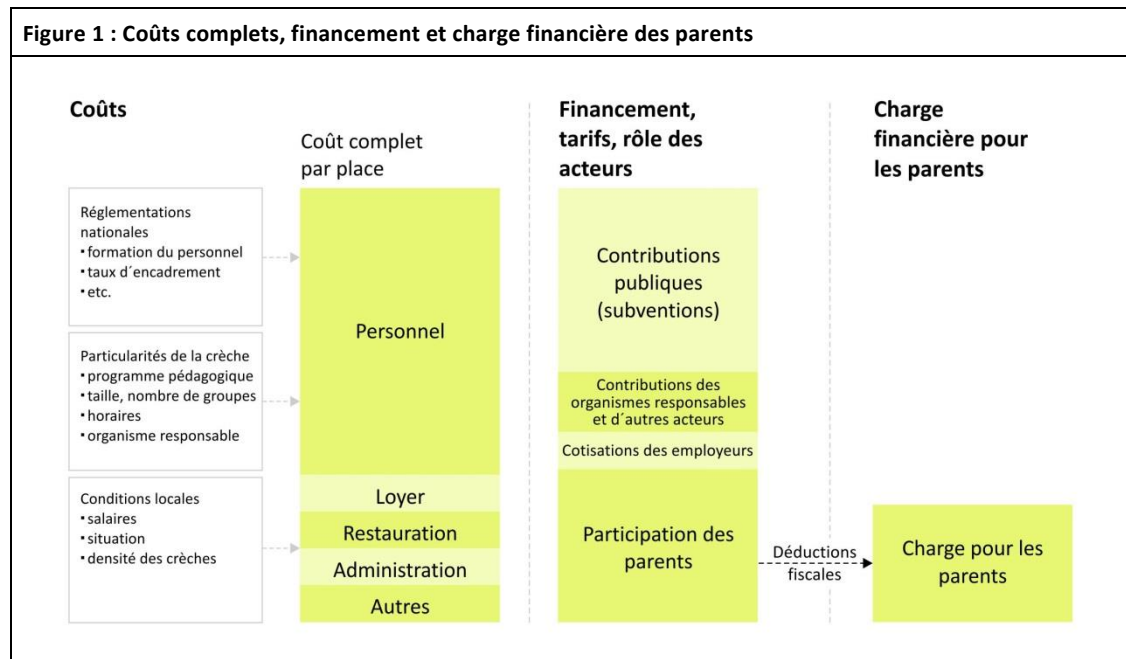 Figure 1 : Coûts complets, financement et charge financière des parents
Coûts
Coût complet
par place
Réglementations
nationales
▪ formation du personnel
▪ taux d´encadrement
▪ etc.
Particularités de la crèche
▪ programme pédagogique
▪ taille, nombre de groupes
▪ horaires
▪ organisme responsable
Conditions locales
▪ salaires
▪ situation
▪ densité des crèches
Personnel
Loyer
Restauration
Administration
Autres
Financement,
tarifs, rôle des
acteurs
Contributions
publiques
(subventions)
Contributions des
organismes responsables
et d´autres acteurs
Cotisations des employeurs
Participation des
parents
Déductions
fiscales
Charge
financière pour
les parents
Charge pour les
parents